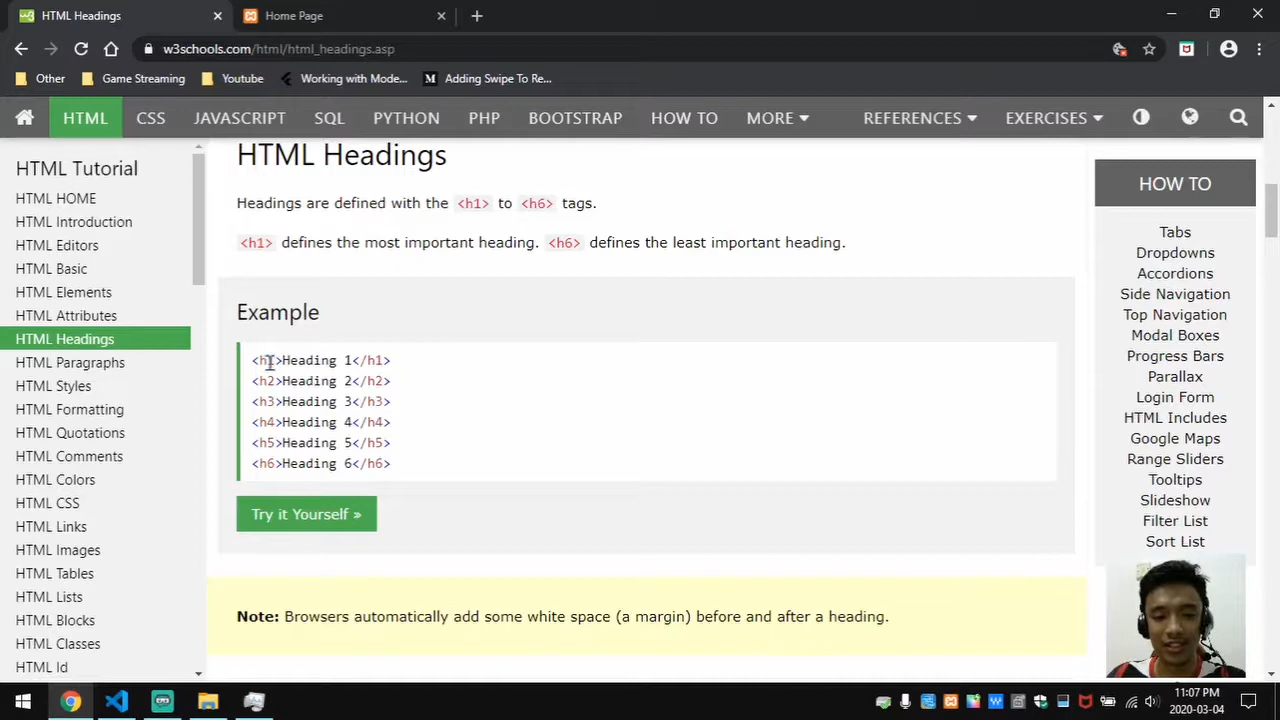 HTML Headings
Home Page
w3schools.com/html/html_headings.asp
Other
Game Streaming
Youtube
Working with Mode...
Adding Swipe To Re...
HTML
CSS
JAVASCRIPT
SQL
PYTHON
PHP
BOOTSTRAP
HOW TO
MORE
REFERENCES
EXERCISES
HTML Tutorial
HTML HOME
HTML Introduction
HTML Editors
HTML Basic
HTML Elements
HTML Attributes
HTML Headings
HTML Paragraphs
HTML Styles
HTML Formatting
HTML Quotations
HTML Comments
HTML Colors
HTML CSS
HTML Links
HTML Images
HTML Tables
HTML Lists
HTML Blocks
HTML Classes
HTML Id
HTML Headings
Headings are defined with the <h1> to <h6> tags.
<h1> defines the most important heading. <h6> defines the least important heading.
Example
<h1>Heading 1</h1>
<h2>Heading 2</h2>
<h3>Heading 3</h3>
<h4>Heading 4</h4>
<h5>Heading 5</h5>
<h6>Heading 6</h6>
Try it Yourself »
Note: Browsers automatically add some white space (a margin) before and after a heading.
HOW TO
Tabs
Dropdowns
Accordions
Side Navigation
Top Navigation
Modal Boxes
Progress Bars
Parallax
Login Form
HTML Includes
Google Maps
Range Sliders
Tooltips
Slideshow
Filter List
Sort List
11:07 PM
2020-03-04